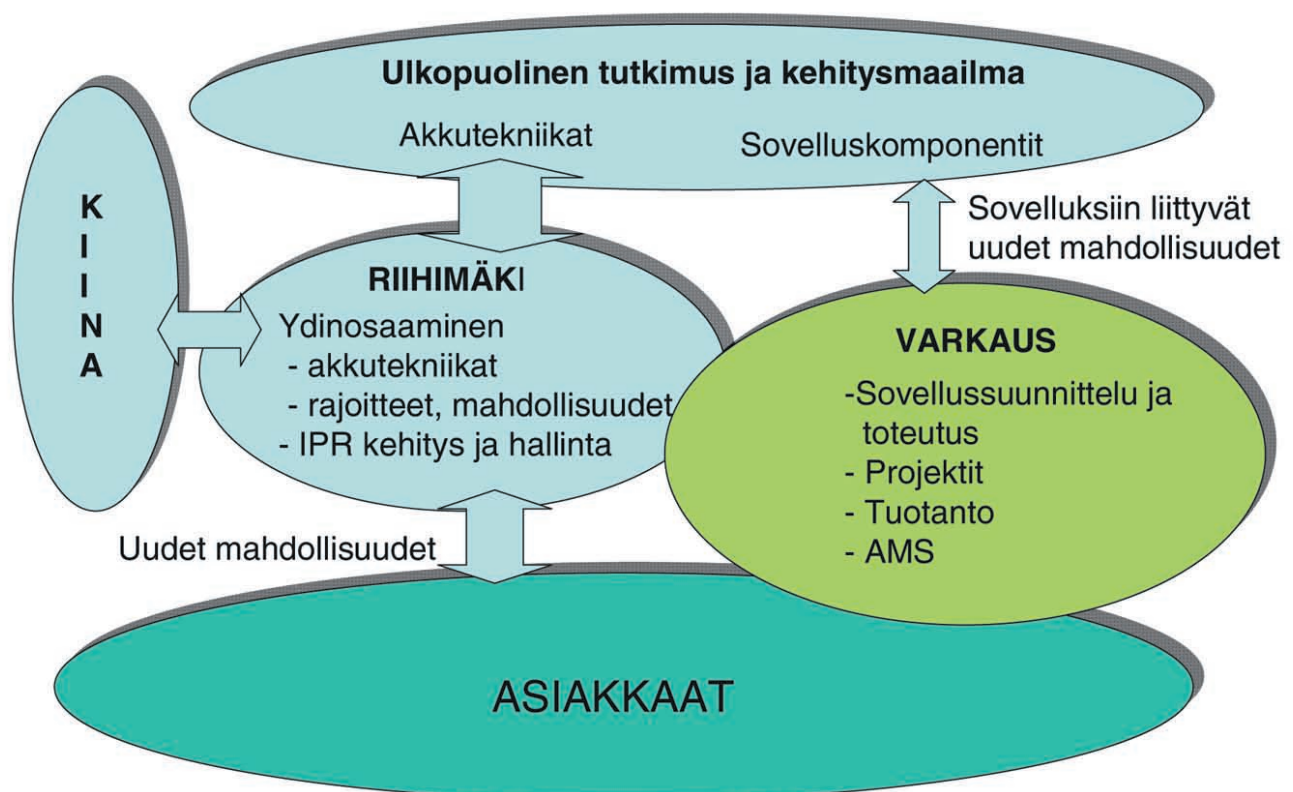 Ulkopuolinen tutkimus ja kehitysmaailma
Akkutekniikat
Sovelluskomponentit
K
I
I
N
A
Sovelluksiin liittyvät
uudet mahdollisuudet
RIIHIMÄKI
Ydinosaaminen
- akkutekniikat
- rajoitteet, mahdollisuudet
- IPR kehitys ja hallinta
VARKAUS
-Sovellussuunnittelu ja
toteutus
- Projektit
- Tuotanto
- AMS
Uudet mahdollisuudet
ASIAKKAAT